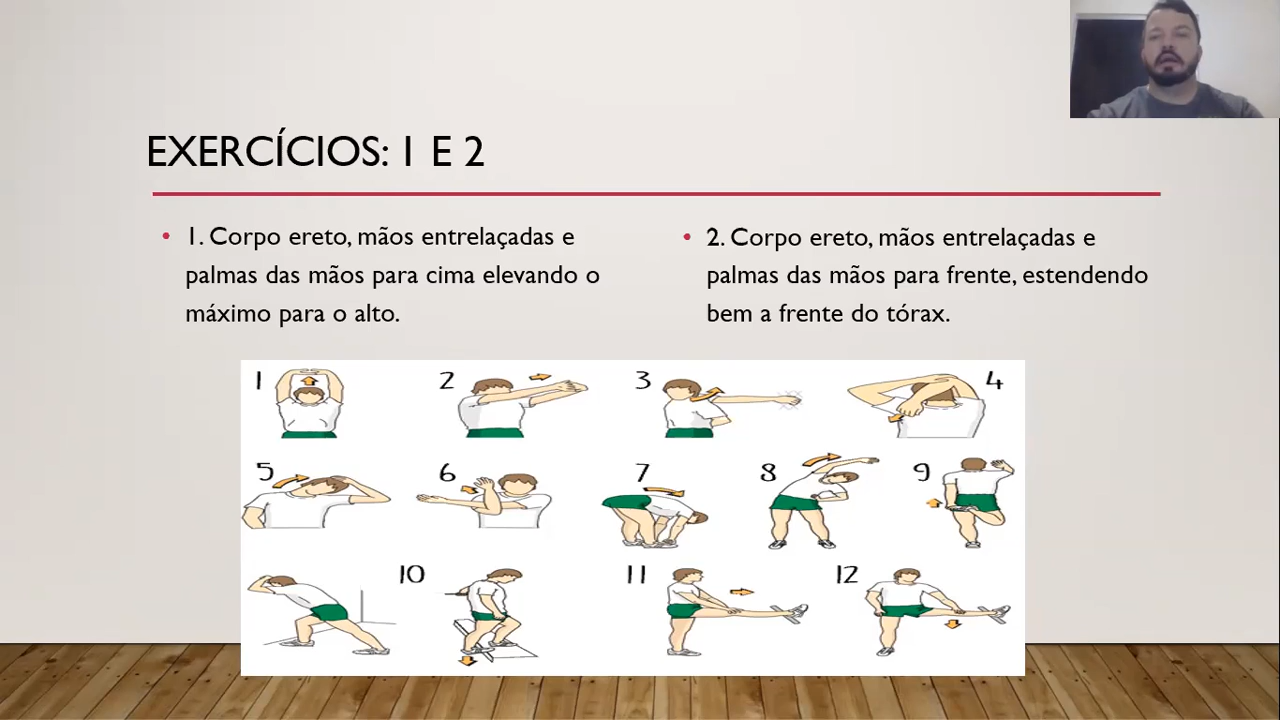 EXERCÍCIOS: 1 E 2
• 1. Corpo ereto, mãos entrelaçadas e
palmas das mãos para cima elevando o
máximo para o alto.
• 2. Corpo ereto, mãos entrelaçadas e
palmas das mãos para frente, estendendo
bem a frente do tórax.
1 2 3 4
5 6 7 8 9
10 11 12